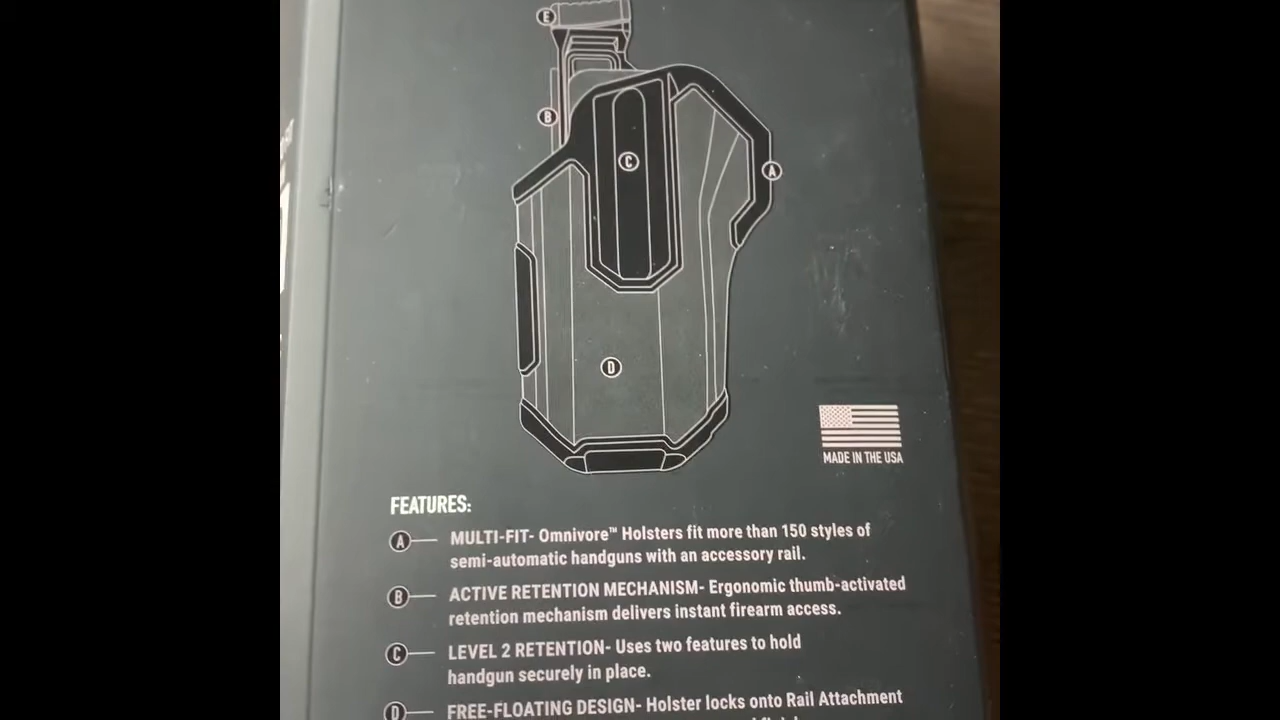 E
B
C
A
D
MADE IN THE USA
FEATURES:
A MULTI-FIT- Omnivore™ Holsters fit more than 150 styles of
semi-automatic handguns with an accessory rail.
B ACTIVE RETENTION MECHANISM- Ergonomic thumb-activated
retention mechanism delivers instant firearm access.
C LEVEL 2 RETENTION- Uses two features to hold
handgun securely in place.
D FREE-FLOATING DESIGN- Holster locks onto Rail Attachment